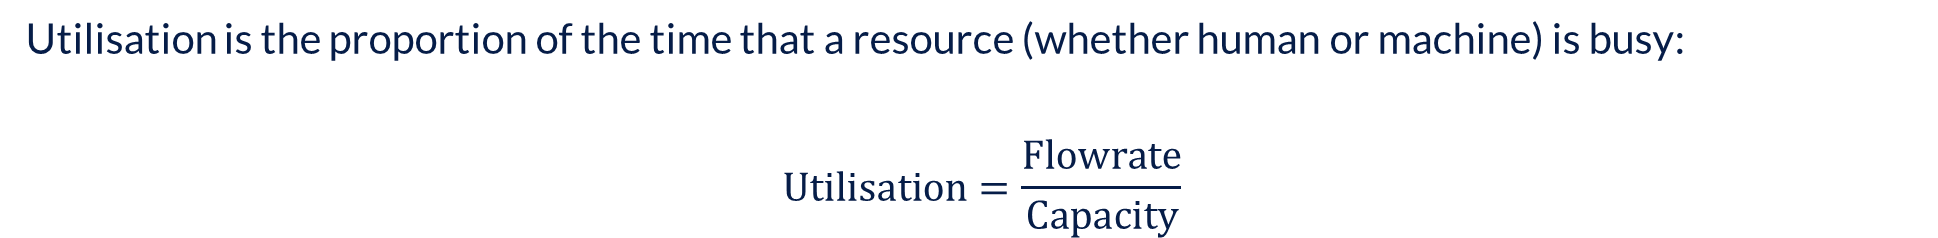 Utilisation is the proportion of the time that a resource (whether human or machine) is busy:
Utilisation = Flowrate / Capacity